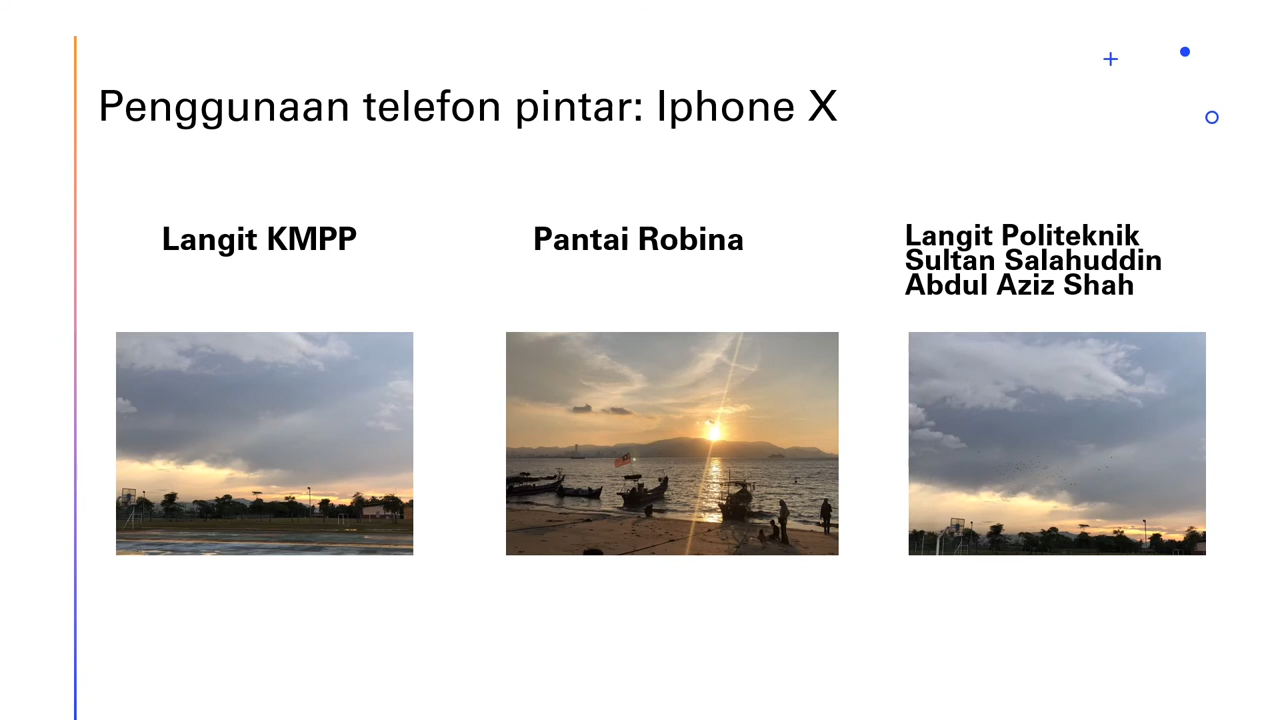 Penggunaan telefon pintar: Iphone X
Langit KMPP
Pantai Robina
Langit Politeknik
Sultan Salahuddin
Abdul Aziz Shah